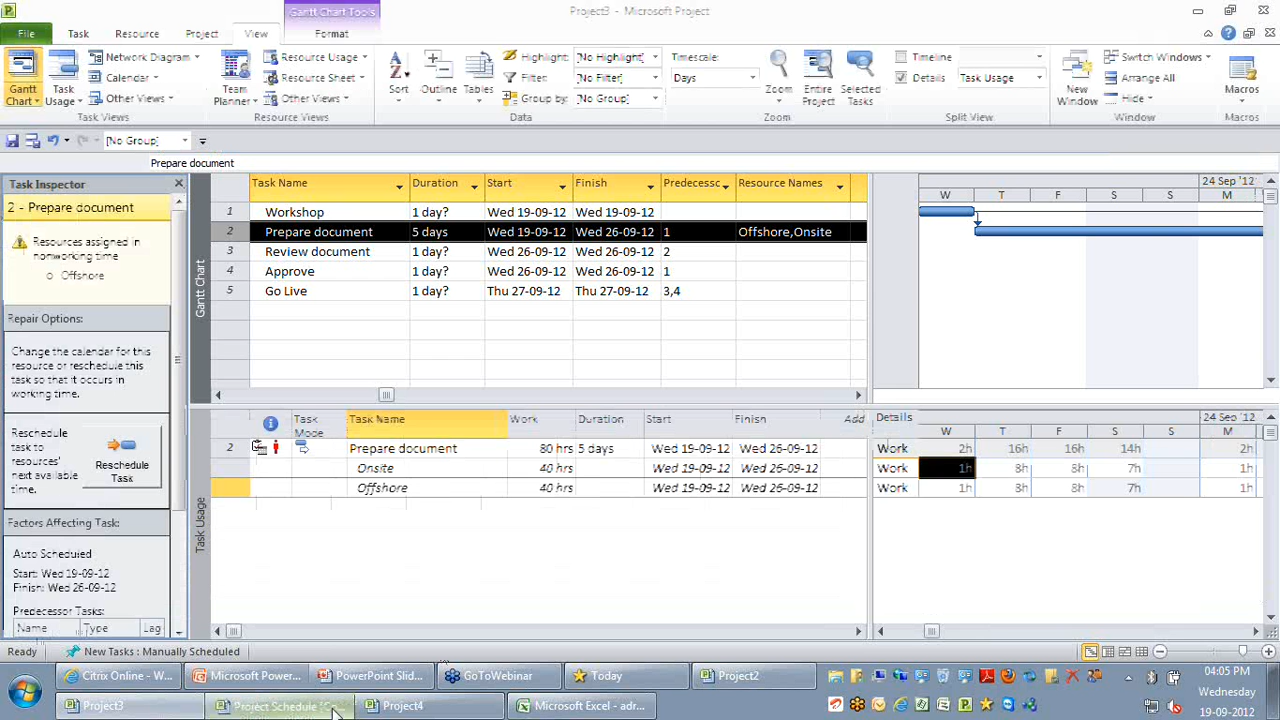 Gantt Chart Tools
Project3 - Microsoft Project
File Task Resource Project View Format
Gantt Chart
Task Usage
Network Diagram
Calendar
Other Views
Task Views
Team Planner
Resource Usage
Resource Sheet
Other Views
Resource Views
Sort
Outline
Tables
Highlight: [No Highlight]
Filter: [No Filter]
Group by: [No Group]
Data
Timescale:
Days
Zoom
Entire Project
Selected Tasks
Zoom
Timeline
Details Task Usage
Split View
New Window
Switch Windows
Arrange All
Hide
Window
Macros
Macros
[No Group]
Prepare document
Task Inspector
2 - Prepare document
Resources assigned in
nonworking time
Offshore
Repair Options:
Change the calendar for this
resource or reschedule this
task so that it occurs in
working time.
Reschedule
task to
resources'
next available
time.
Reschedule
Task
Factors Affecting Task:
Auto Scheduled
Start: Wed 19-09-12
Finish: Wed 26-09-12
Predecessor Tasks:
Name Type Lag
Gantt Chart
Task Name Duration Start Finish Predecessc Resource Names
1 Workshop 1 day? Wed 19-09-12 Wed 19-09-12
2 Prepare document 5 days Wed 19-09-12 Wed 26-09-12 1 Offshore,Onsite
3 Review document 1 day? Wed 26-09-12 Wed 26-09-12 2
4 Approve 1 day? Wed 26-09-12 Wed 26-09-12 1
5 Go Live 1 day? Thu 27-09-12 Thu 27-09-12 3,4
24 Sep '12
W T F S S M
Task Usage
Task Mode Task Name Work Duration Start Finish Add
2 Prepare document 80 hrs 5 days Wed 19-09-12 Wed 26-09-12
Onsite 40 hrs Wed 19-09-12 Wed 26-09-12
Offshore 40 hrs Wed 19-09-12 Wed 26-09-12
Details 24 Sep '12
W T F S S M
Work 2h 16h 16h 14h 2h
Work 1h 8h 8h 7h 1h
Work 1h 8h 8h 7h 1h
Ready New Tasks : Manually Scheduled
Citrix Online - W... Microsoft Power... PowerPoint Slid... GoToWebinar Today Project2
Project3 Project Schedule Project4 Microsoft Excel - adr...
04:05 PM
Wednesday
19-09-2012